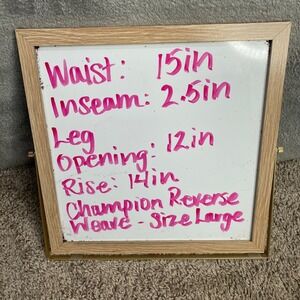 Waist: 15in
Inseam: 2.5in
Leg
Opening: 12in
Rise: 14in
Champion Reverse
Weave - Size Large